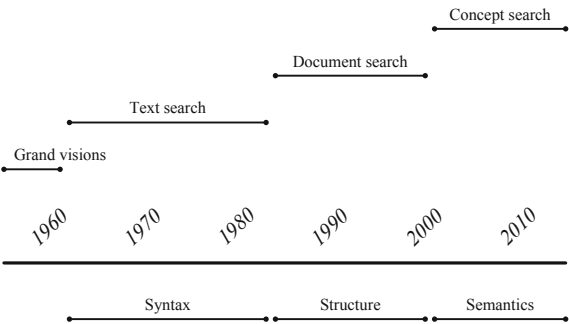 Concept search
Document search
Text search
Grand visions
1960 1970 1980 1990 2000 2010
Syntax Structure Semantics